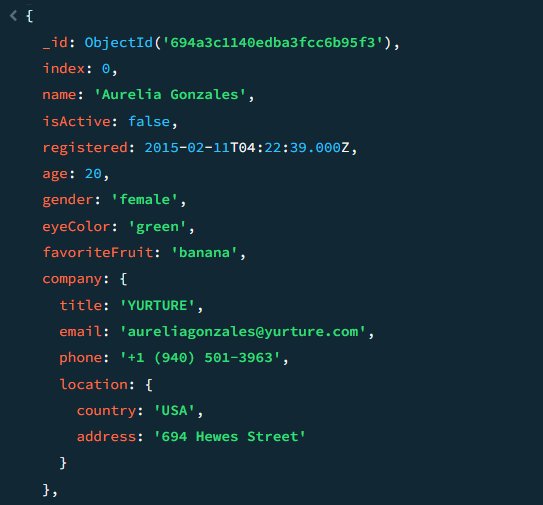 {
_id: ObjectId('694a3c1140edba3fcc6b95f3'),
index: 0,
name: 'Aurelia Gonzales',
isActive: false,
registered: 2015-02-11T04:22:39.000Z,
age: 20,
gender: 'female',
eyeColor: 'green',
favoriteFruit: 'banana',
company: {
title: 'YURTURE',
email: 'aureliagonzales@yurture.com',
phone: '+1 (940) 501-3963',
location: {
country: 'USA',
address: '694 Hewes Street'
}
},